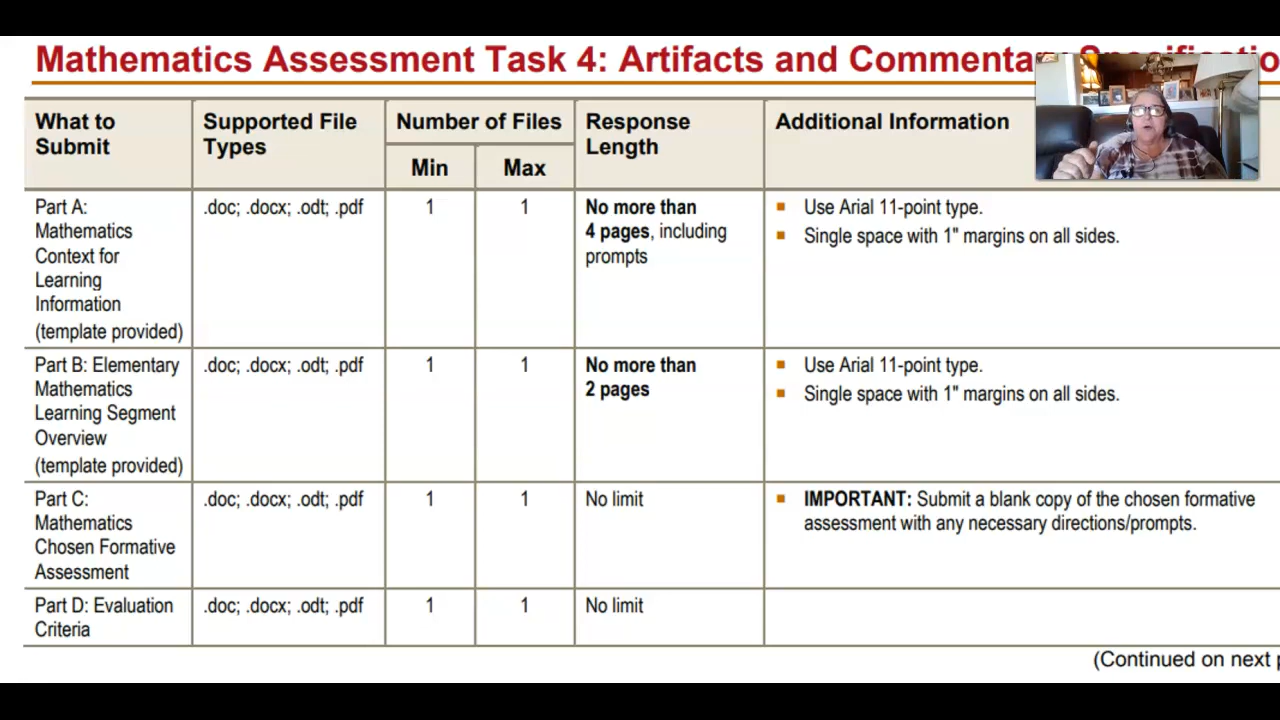 Mathematics Assessment Task 4: Artifacts and
What to Submit
Supported File Types
Number of Files
Min
Max
Response Length
Additional Information
Part A:
Mathematics
Context for
Learning
Information
(template provided)
.doc; .docx; .odt; .pdf
1
1
No more than
4 pages, including
prompts
■ Use Arial 11-point type.
■ Single space with 1" margins on all sides.
Part B: Elementary
Mathematics
Learning Segment
Overview
(template provided)
.doc; .docx; .odt; .pdf
1
1
No more than
2 pages
■ Use Arial 11-point type.
■ Single space with 1" margins on all sides.
Part C:
Mathematics
Chosen Formative
Assessment
.doc; .docx; .odt; .pdf
1
1
No limit
■ IMPORTANT: Submit a blank copy of the chosen formative
assessment with any necessary directions/prompts.
Part D: Evaluation
Criteria
.doc; .docx; .odt; .pdf
1
1
No limit
(Continued on next